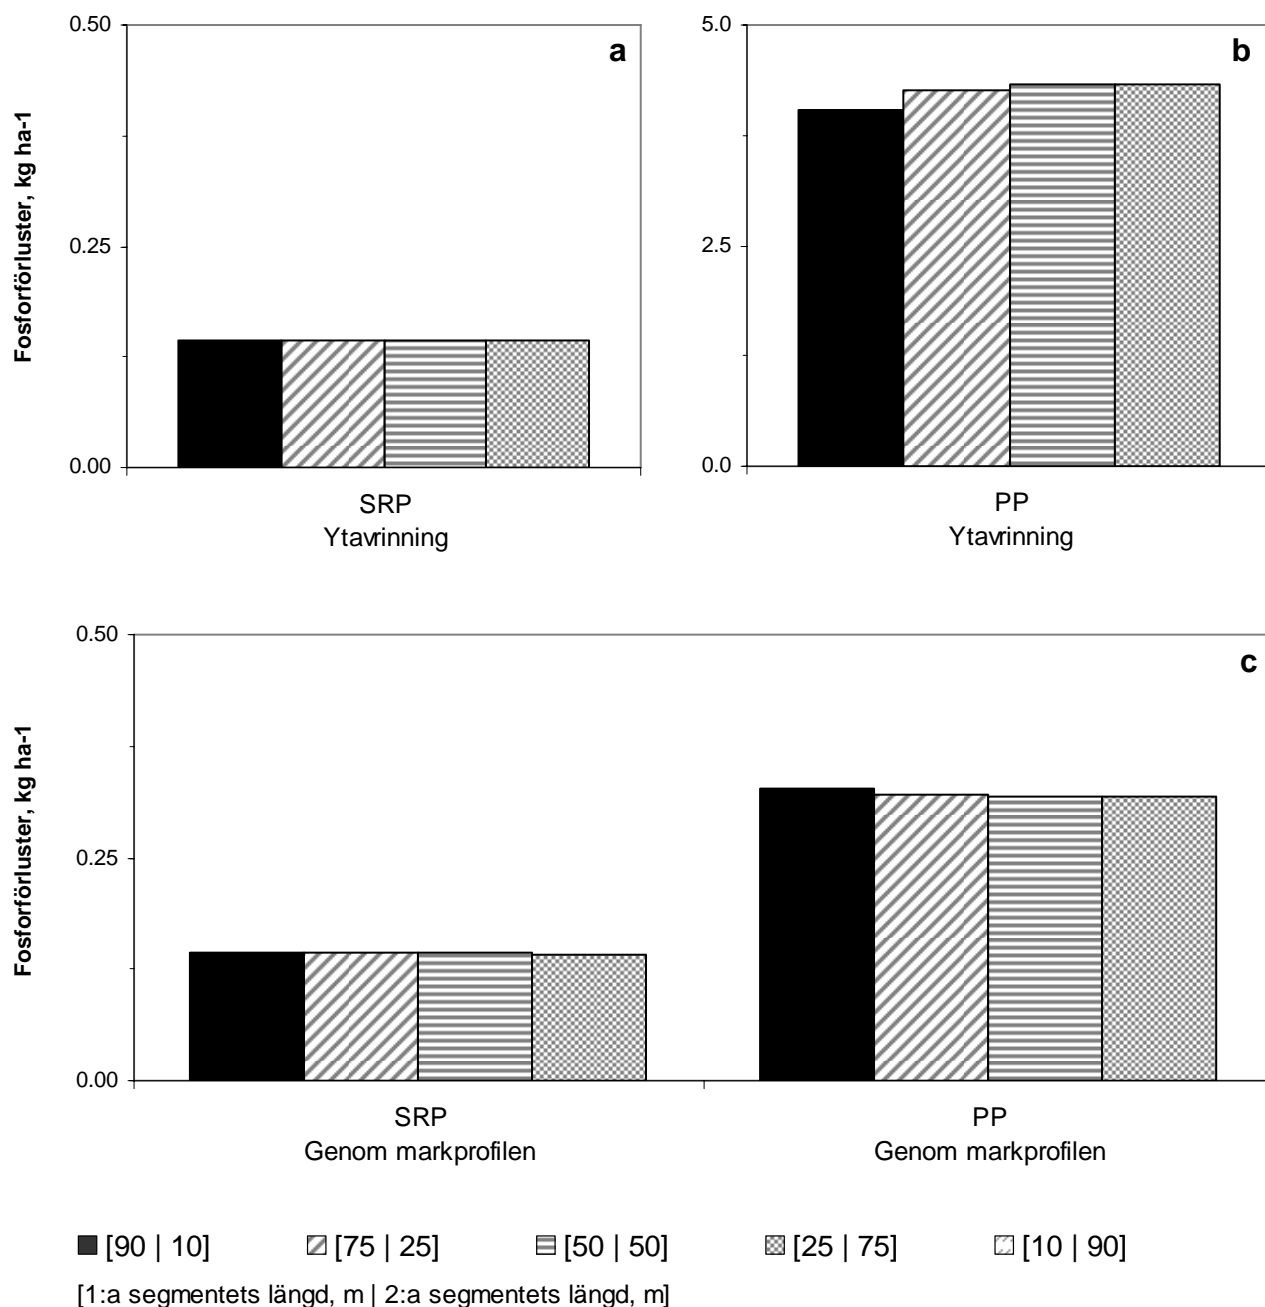 0.50
0.25
0.00
Fosforförluster, kg ha-1
a
SRP
Ytavrinning
5.0
2.5
0.0
b
PP
Ytavrinning
0.50
0.25
0.00
Fosforförluster, kg ha-1
c
SRP
Genom markprofilen
PP
Genom markprofilen
[90 | 10] [75 | 25] [50 | 50] [25 | 75] [10 | 90]
[1:a segmentets längd, m | 2:a segmentets längd, m]